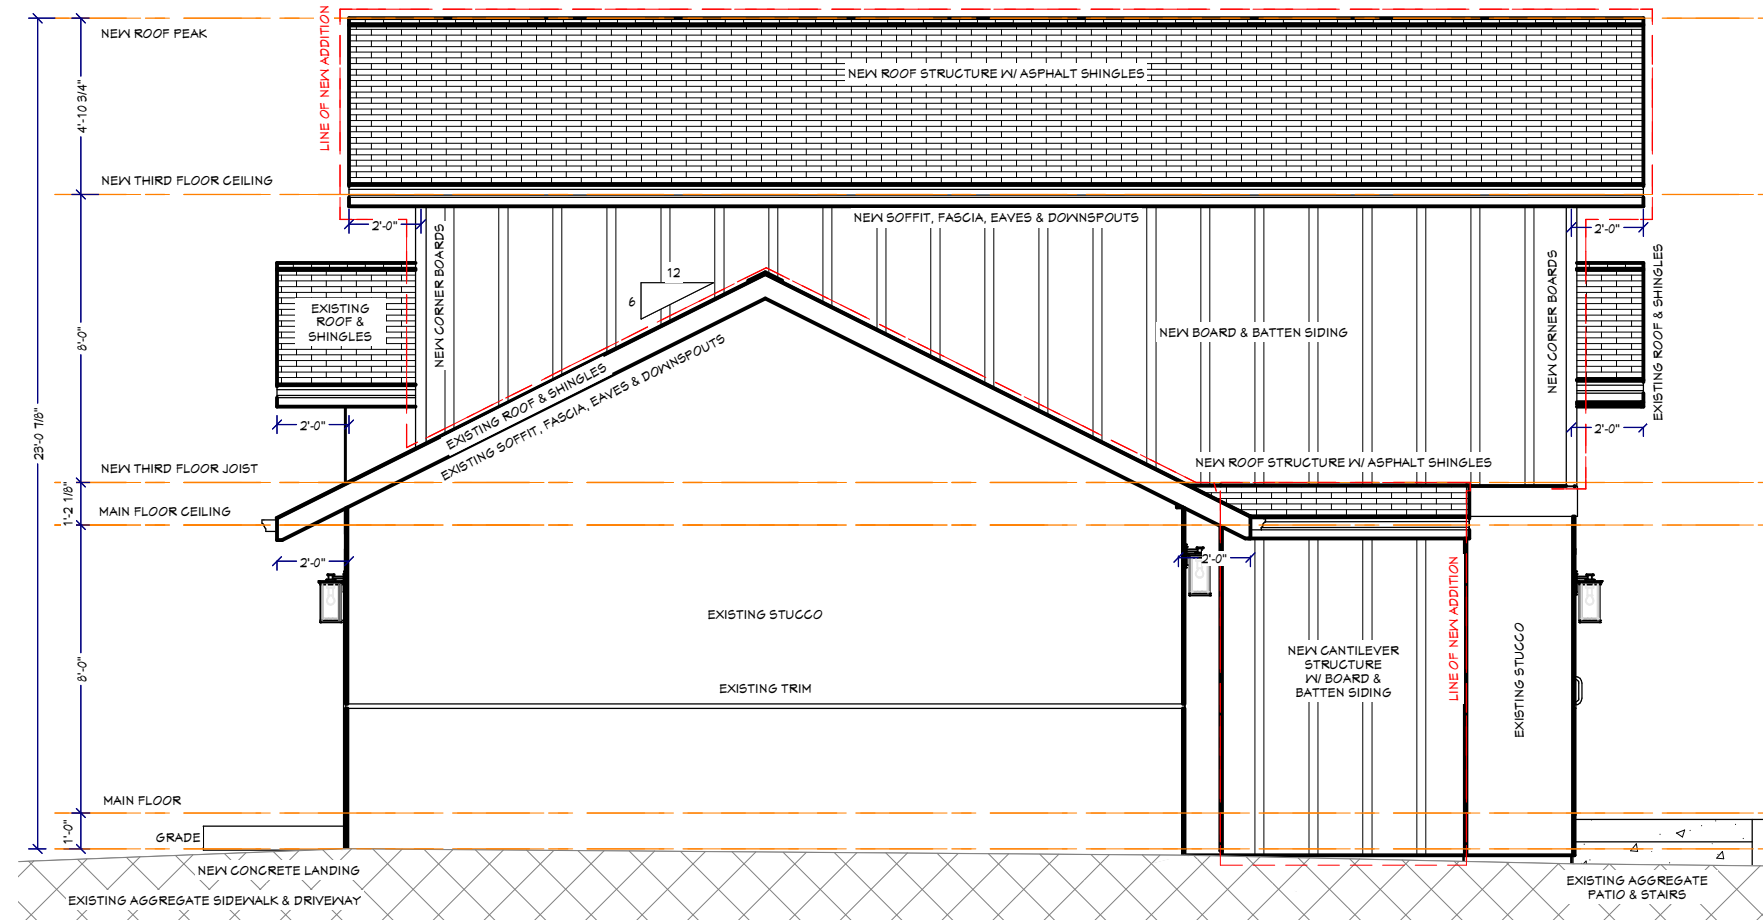 NEW ROOF PEAK
LINE OF NEW ADDITION
NEW ROOF STRUCTURE W/ ASPHALT SHINGLES
4'-10 3/4"
NEW THIRD FLOOR CEILING
2'-0"
NEW SOFFIT, FASCIA, EAVES & DOWNSPOUTS
2'-0"
NEW CORNER BOARDS
12
6
EXISTING
ROOF &
SHINGLES
8'-0"
NEW BOARD & BATTEN SIDING
NEW CORNER BOARDS
EXISTING ROOF & SHINGLES
EXISTING ROOF & SHINGLES
EXISTING SOFFIT, FASCIA, EAVES & DOWNSPOUTS
2'-0"
2'-0"
23'-0 7/8"
NEW THIRD FLOOR JOIST
NEW ROOF STRUCTURE W/ ASPHALT SHINGLES
1'-2 1/8"
MAIN FLOOR CEILING
2'-0"
2'-0"
EXISTING STUCCO
LINE OF NEW ADDITION
EXISTING STUCCO
8'-0"
NEW CANTILEVER
STRUCTURE
W/ BOARD &
BATTEN SIDING
EXISTING TRIM
MAIN FLOOR
1'-0"
GRADE
NEW CONCRETE LANDING
EXISTING AGGREGATE SIDEWALK & DRIVEWAY
EXISTING AGGREGATE
PATIO & STAIRS